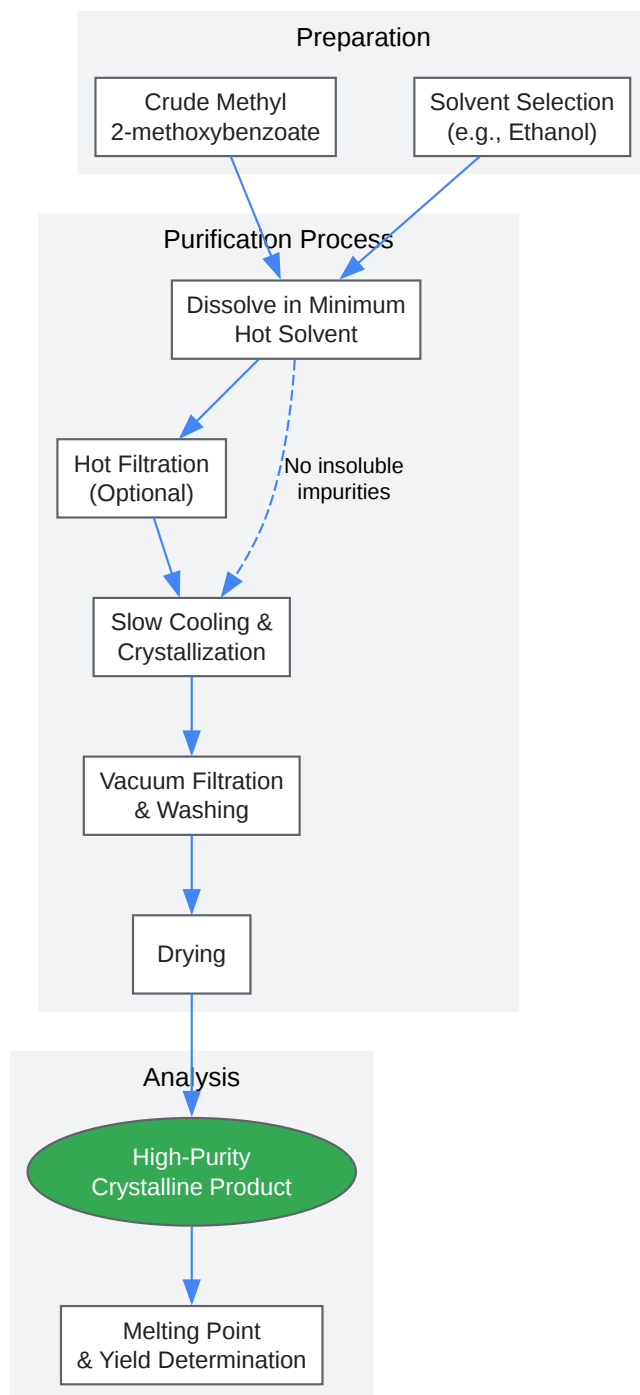 Preparation
Crude Methyl
2-methoxybenzoate
Solvent Selection
(e.g., Ethanol)
Purification Process
Dissolve in Minimum
Hot Solvent
Hot Filtration
(Optional)
No insoluble
impurities
Slow Cooling &
Crystallization
Vacuum Filtration
& Washing
Drying
Analysis
High-Purity
Crystalline Product
Melting Point
& Yield Determination